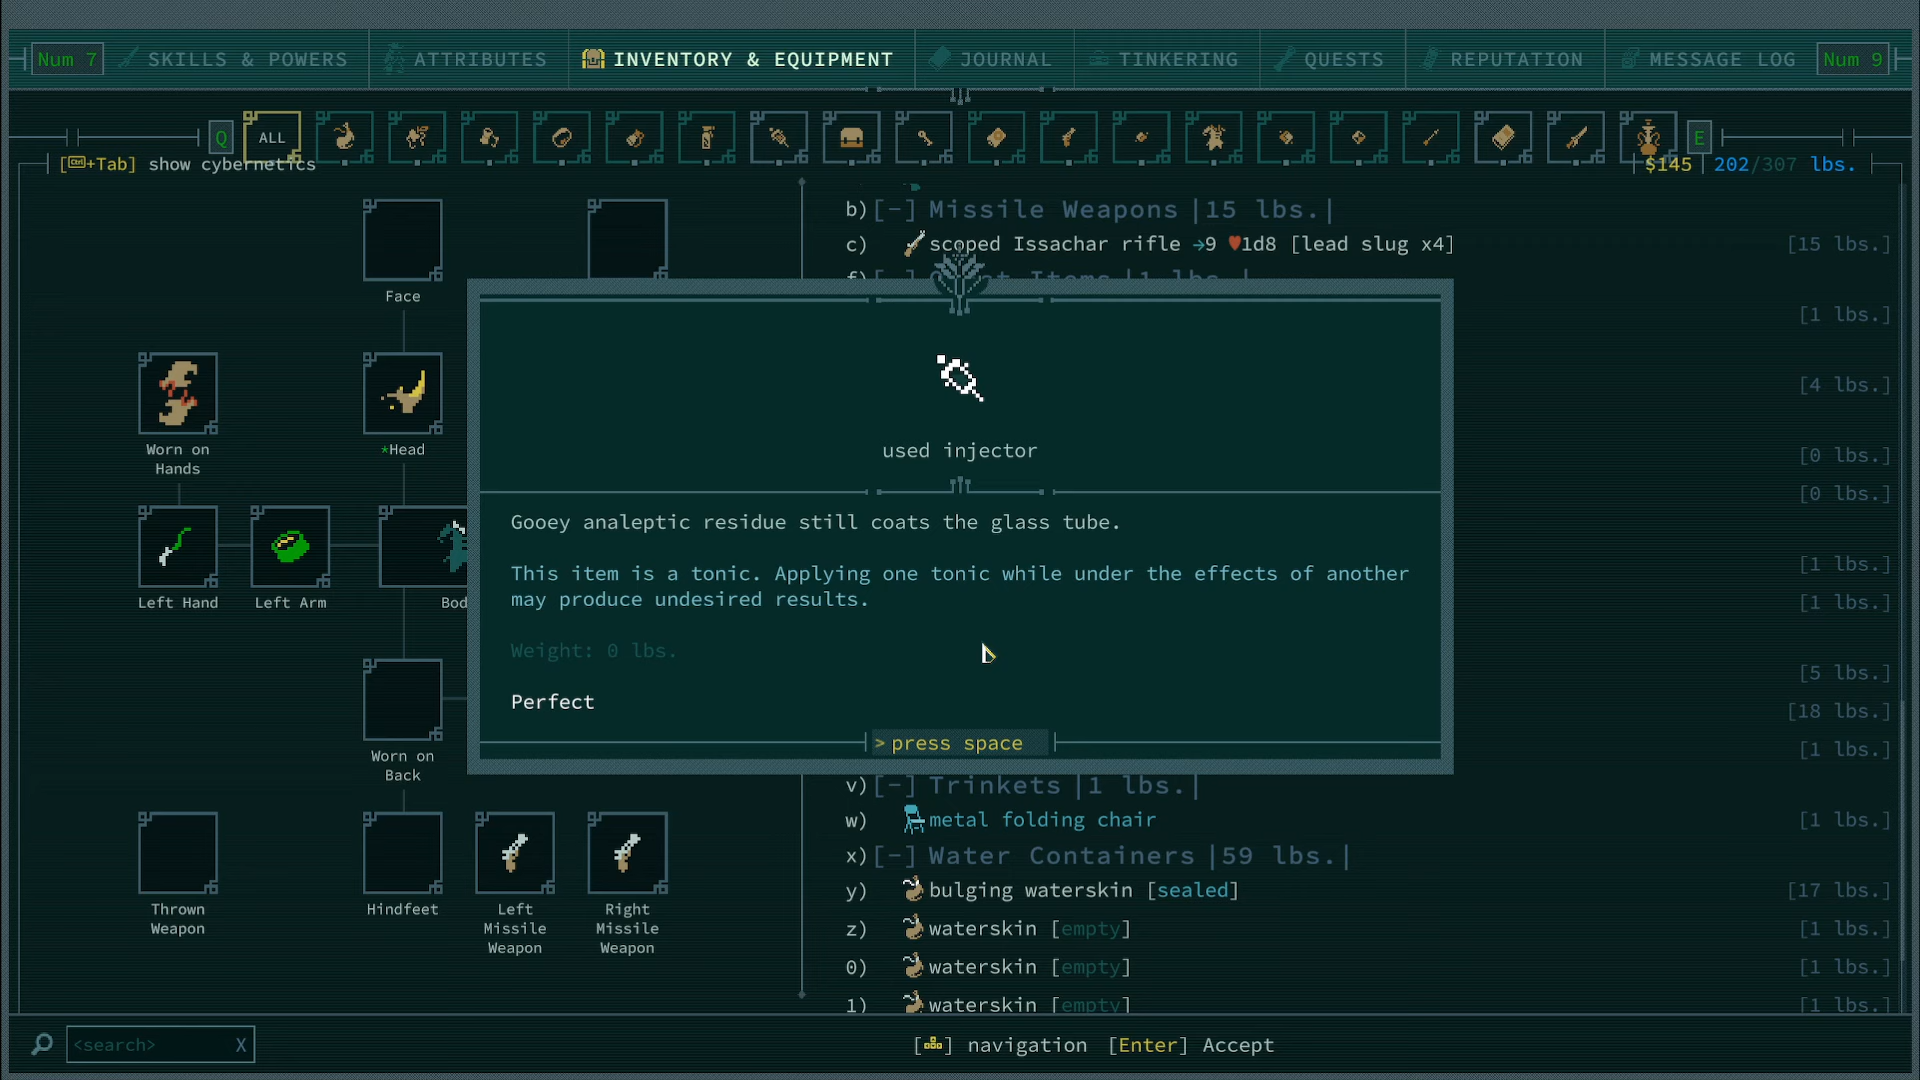 Num 7 SKILLS & POWERS ATTRIBUTES INVENTORY & EQUIPMENT JOURNAL TINKERING QUESTS REPUTATION MESSAGE LOG Num 9
Q ALL E
[Ctrl+Tab] show cybernetics $145 202/307 lbs.
b) [-] Missile Weapons |15 lbs.|
c) scoped Issachar rifle →9 ♥1d8 [lead slug x4] [15 lbs.]
Face
[1 lbs.]
[4 lbs.]
Worn on
Hands
*Head
[0 lbs.]
[0 lbs.]
used injector
Gooey analeptic residue still coats the glass tube.
This item is a tonic. Applying one tonic while under the effects of another
may produce undesired results.
Weight: 0 lbs.
Perfect
> press space
[1 lbs.]
[1 lbs.]
Left Hand
Left Arm
Bod
[5 lbs.]
[18 lbs.]
[1 lbs.]
Worn on
Back
v) [-] Trinkets |1 lbs.|
w) metal folding chair [1 lbs.]
x) [-] Water Containers |59 lbs.|
y) bulging waterskin [sealed] [17 lbs.]
z) waterskin [empty] [1 lbs.]
0) waterskin [empty] [1 lbs.]
1) waterskin [empty] [1 lbs.]
Thrown
Weapon
Hindfeet
Left
Missile
Weapon
Right
Missile
Weapon
<search> X
navigation [Enter] Accept